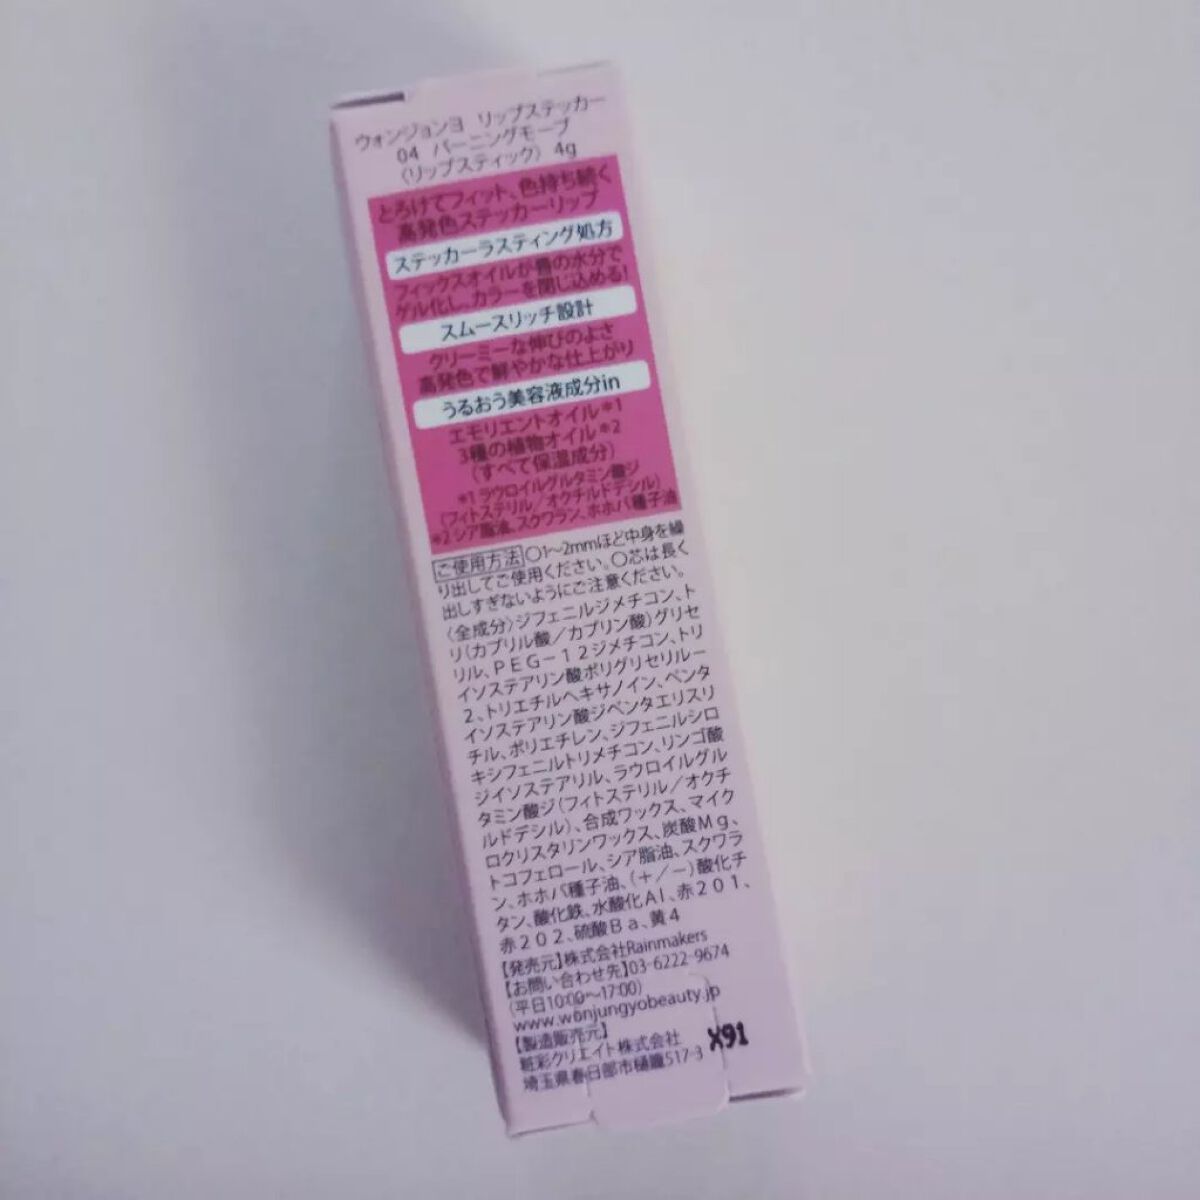 ウォンジョンヨ リップステッカー
04 バーニングモーブ
〈リップスティック〉 4g
とろけてフィット、色持ち続く
高発色ステッカーリップ
ステッカーラスティング処方
フィックスオイルが唇の水分で
ゲル化し、カラーを閉じ込める!
スムースリッチ設計
クリーミーな伸びのよさ
高発色で鮮やかな仕上がり
うるおう美容液成分in
エモリエントオイル*1
3種の植物オイル*2
(すべて保湿成分)
*1 ラウロイルグルタミン酸ジ
(フィトステリル/オクチルドデシル)
*2 シア脂油、スクワラン、ホホバ種子油
ご使用方法 〇1~2mmほど中身を繰
り出してご使用ください。〇芯は長く
出しすぎないようにご注意ください。
〈全成分〉ジフェニルジメチコン、ト
リ(カプリル酸/カプリン酸)グリセ
リル、PEG-12ジメチコン、トリ
イソステアリン酸ポリグリセリル-
2、トリエチルヘキサノイン、ペンタ
イソステアリン酸ジペンタエリスリ
チル、ポリエチレン、ジフェニルシロ
キシフェニルトリメチコン、リンゴ酸
ジイソステアリル、ラウロイルグル
タミン酸ジ(フィトステリル/オクチ
ルドデシル)、合成ワックス、マイク
ロクリスタリンワックス、炭酸Mg、
トコフェロール、シア脂油、スクワラ
ン、ホホバ種子油、(+/-)酸化チ
タン、酸化鉄、水酸化Al、赤201、
赤202、硫酸Ba、黄4
【発売元】株式会社Rainmakers
【お問い合わせ先】03-6222-9674
(平日10:00~17:00)
www.wonjungyobeauty.jp
【製造販売元】
粧彩クリエイト株式会社
埼玉県春日部市樋籠517-3
X91